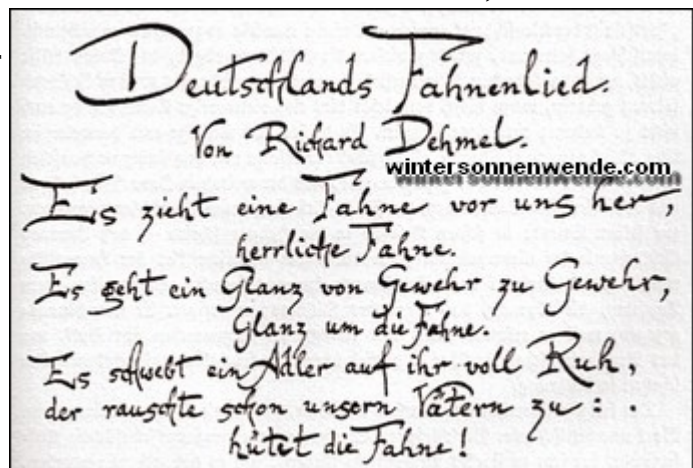 Deutschlands Fahnenlied.
Von Richard Dehmel.
wintersonnenwende.com
wintersonnenwende.com
Es zieht eine Fahne vor uns her,
herrliche Fahne.
Es geht ein Glanz von Gewehr zu Gewehr,
Glanz um die Fahne.
Es schwebt ein Adler auf ihr voll Ruh,
der rauschte schon unsern Vätern zu : :
hütet die Fahne!